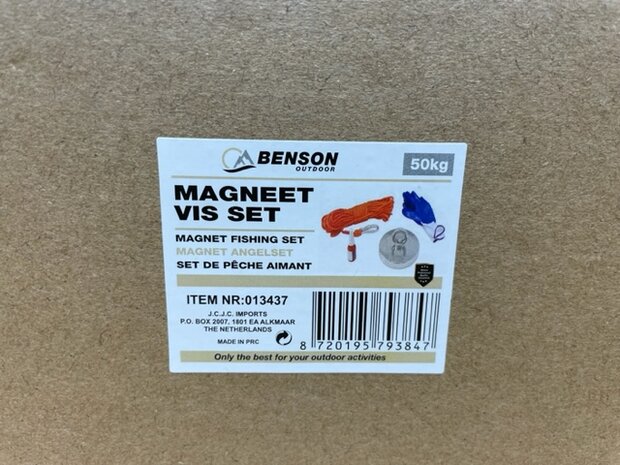 BENSON
OUTDOOR
50kg
MAGNEET
VIS SET
MAGNET FISHING SET
MAGNET ANGELSET
SET DE PÊCHE AIMANT
ITEM NR:013437
J.C.J.C. IMPORTS
P.O. BOX 2007, 1801 EA ALKMAAR
THE NETHERLANDS
MADE IN PRC
8 720195 793847
Only the best for your outdoor activities